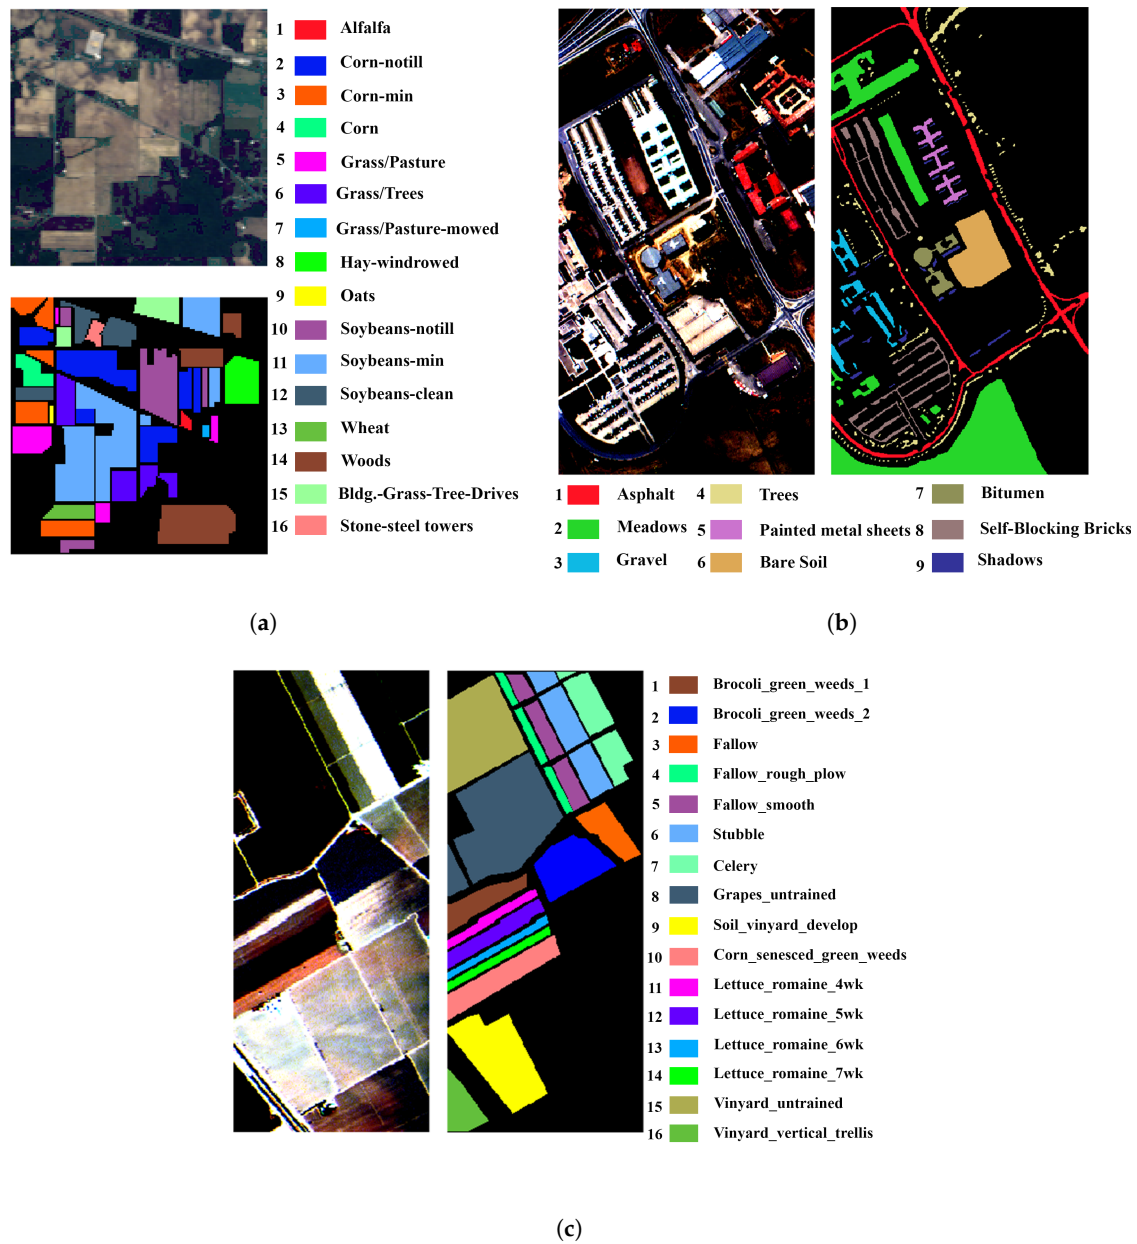 1 Alfalfa
2 Corn-notill
3 Corn-min
4 Corn
5 Grass/Pasture
6 Grass/Trees
7 Grass/Pasture-mowed
8 Hay-windrowed
9 Oats
10 Soybeans-notill
11 Soybeans-min
12 Soybeans-clean
13 Wheat
14 Woods
15 Bldg.-Grass-Tree-Drives
16 Stone-steel towers
(a)
1 Asphalt 4 Trees 7 Bitumen
2 Meadows 5 Painted metal sheets 8 Self-Blocking Bricks
3 Gravel 6 Bare Soil 9 Shadows
(b)
1 Brocoli_green_weeds_1
2 Brocoli_green_weeds_2
3 Fallow
4 Fallow_rough_plow
5 Fallow_smooth
6 Stubble
7 Celery
8 Grapes_untrained
9 Soil_vinyard_develop
10 Corn_senesced_green_weeds
11 Lettuce_romaine_4wk
12 Lettuce_romaine_5wk
13 Lettuce_romaine_6wk
14 Lettuce_romaine_7wk
15 Vinyard_untrained
16 Vinyard_vertical_trellis
(c)